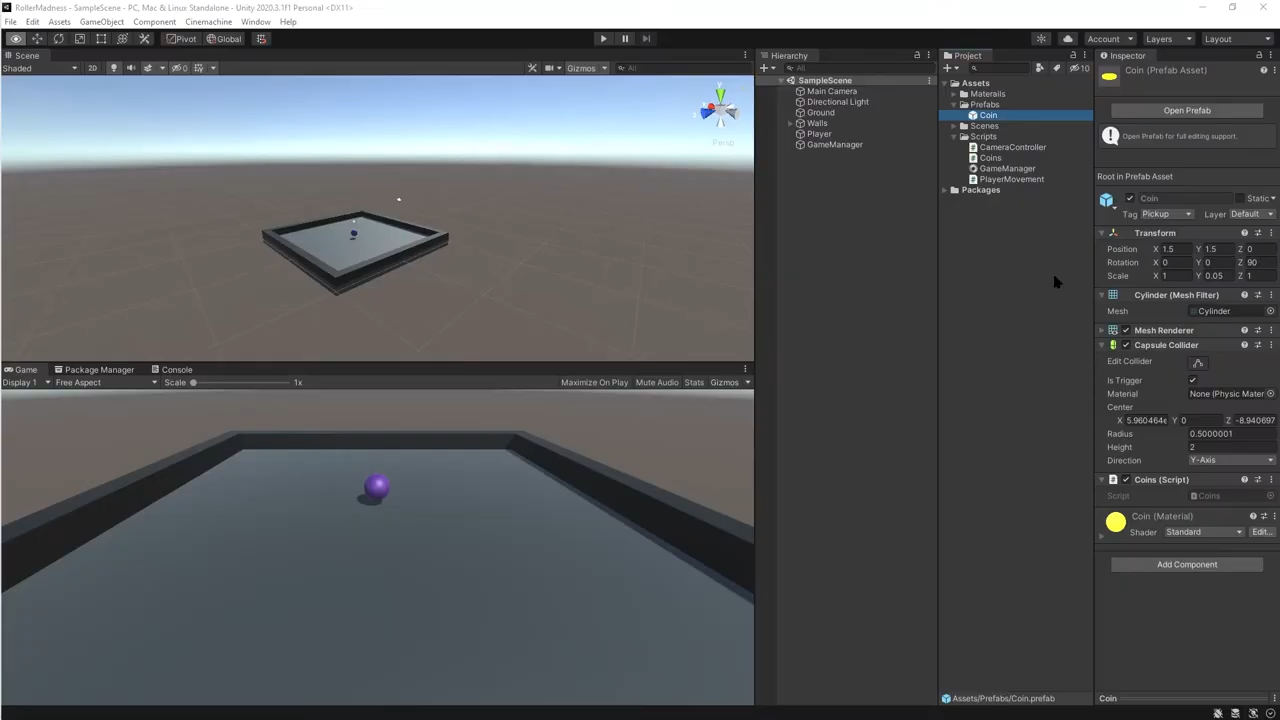 RollerMadness - SampleScene - PC, Mac & Linux Standalone - Unity 2020.3.1f1 Personal <DX11>
File Edit Assets GameObject Component Cinemachine Window Help
Pivot Global Account Layers Layout
Scene
Shaded 2D 0 Gizmos All
Persp
Game Package Manager Console
Display 1 Free Aspect Scale 1x Maximize On Play Mute Audio Stats Gizmos
Hierarchy
All
SampleScene
Main Camera
Directional Light
Ground
Walls
Player
GameManager
Project
10
Assets
Materails
Prefabs
Coin
Scenes
Scripts
CameraController
Coins
GameManager
PlayerMovement
Packages
Assets/Prefabs/Coin.prefab
Inspector
Coin (Prefab Asset)
Open Prefab
Open Prefab for full editing support.
Root in Prefab Asset
Coin Static
Tag Pickup Layer Default
Transform
Position X 1.5 Y 1.5 Z 0
Rotation X 0 Y 0 Z 90
Scale X 1 Y 0.05 Z 1
Cylinder (Mesh Filter)
Mesh Cylinder
Mesh Renderer
Capsule Collider
Edit Collider
Is Trigger
Material None (Physic Mater
Center
X 5.960464e Y 0 Z -8.940697
Radius 0.5000001
Height 2
Direction Y-Axis
Coins (Script)
Script Coins
Coin (Material)
Shader Standard Edit...
Add Component
Coin